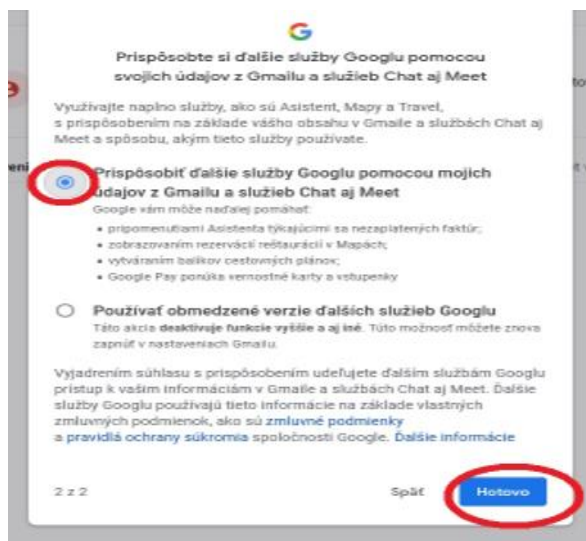 Prispôsobte si ďalšie služby Googlu pomocou
svojich údajov z Gmailu a služieb Chat aj Meet
Využívajte naplno služby, ako sú Asistent, Mapy a Travel,
s prispôsobením na základe vášho obsahu v Gmaile a službách Chat aj
Meet a spôsobu, akým tieto služby používate.
Prispôsobiť ďalšie služby Googlu pomocou mojich
údajov z Gmailu a služieb Chat aj Meet
Google vám môže naďalej pomáhať:
• pripomenutiami Asistenta týkajúcimi sa nezaplatených faktúr;
• zobrazovaním rezervácií reštaurácií v Mapách;
• vytváraním balíkov cestovných plánov;
• Google Pay ponúka vernostné karty a vstupenky
Používať obmedzené verzie ďalších služieb Googlu
Táto akcia deaktivuje funkcie vyššie a aj iné. Túto možnosť môžete znova
zapnúť v nastaveniach Gmailu.
Vyjadrením súhlasu s prispôsobením udeľujete ďalším službám Googlu
prístup k vašim informáciám v Gmaile a službách Chat aj Meet. Ďalšie
služby Googlu používajú tieto informácie na základe vlastných
zmluvných podmienok, ako sú zmluvné podmienky
a pravidlá ochrany súkromia spoločnosti Google. Ďalšie informácie
2 z 2
Späť
Hotovo